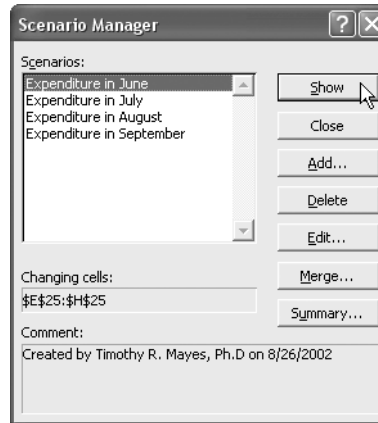 Scenario Manager
Scenarios:
Expenditure in June
Expenditure in July
Expenditure in August
Expenditure in September
Show
Close
Add...
Delete
Edit...
Merge...
Summary...
Changing cells:
$E$25:$H$25
Comment:
Created by Timothy R. Mayes, Ph.D on 8/26/2002